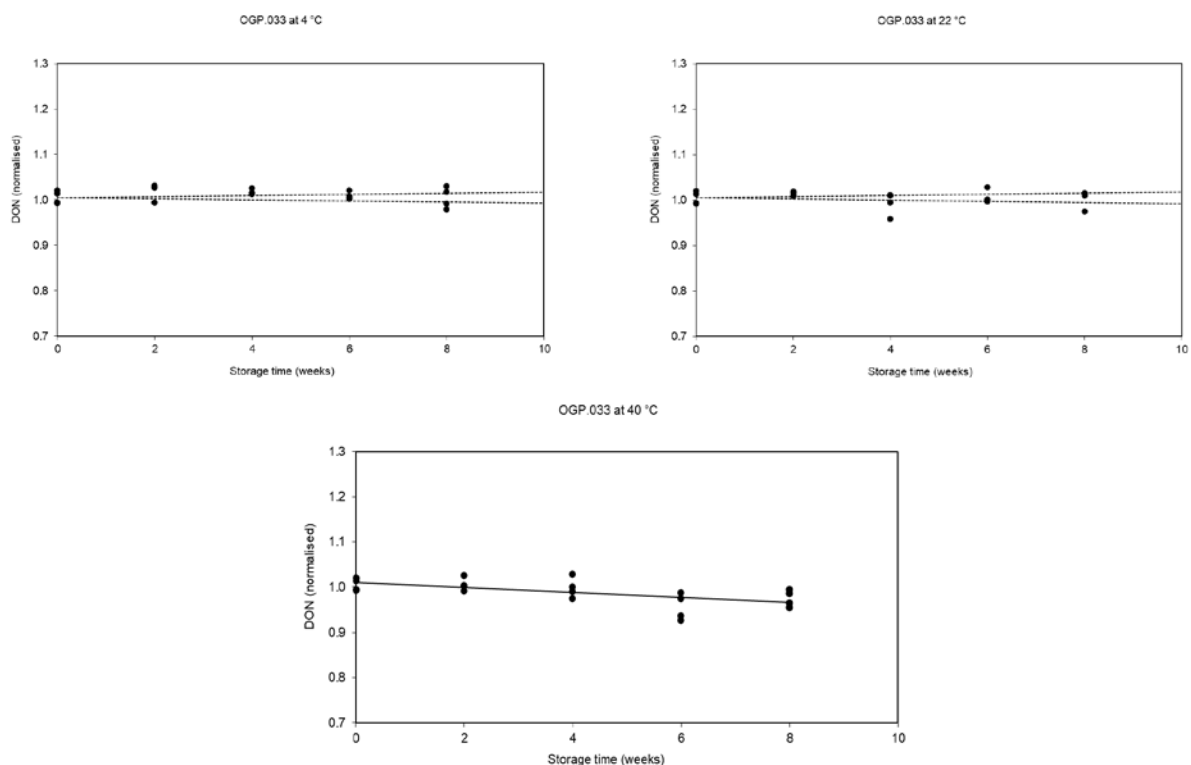 OGP.033 at 4 °C
1.3
1.2
1.1
1.0
0.9
0.8
0.7
DON (normalised)
0 2 4 6 8 10
Storage time (weeks)
OGP.033 at 22 °C
1.3
1.2
1.1
1.0
0.9
0.8
0.7
DON (normalised)
0 2 4 6 8 10
Storage time (weeks)
OGP.033 at 40 °C
1.3
1.2
1.1
1.0
0.9
0.8
0.7
DON (normalised)
0 2 4 6 8 10
Storage time (weeks)